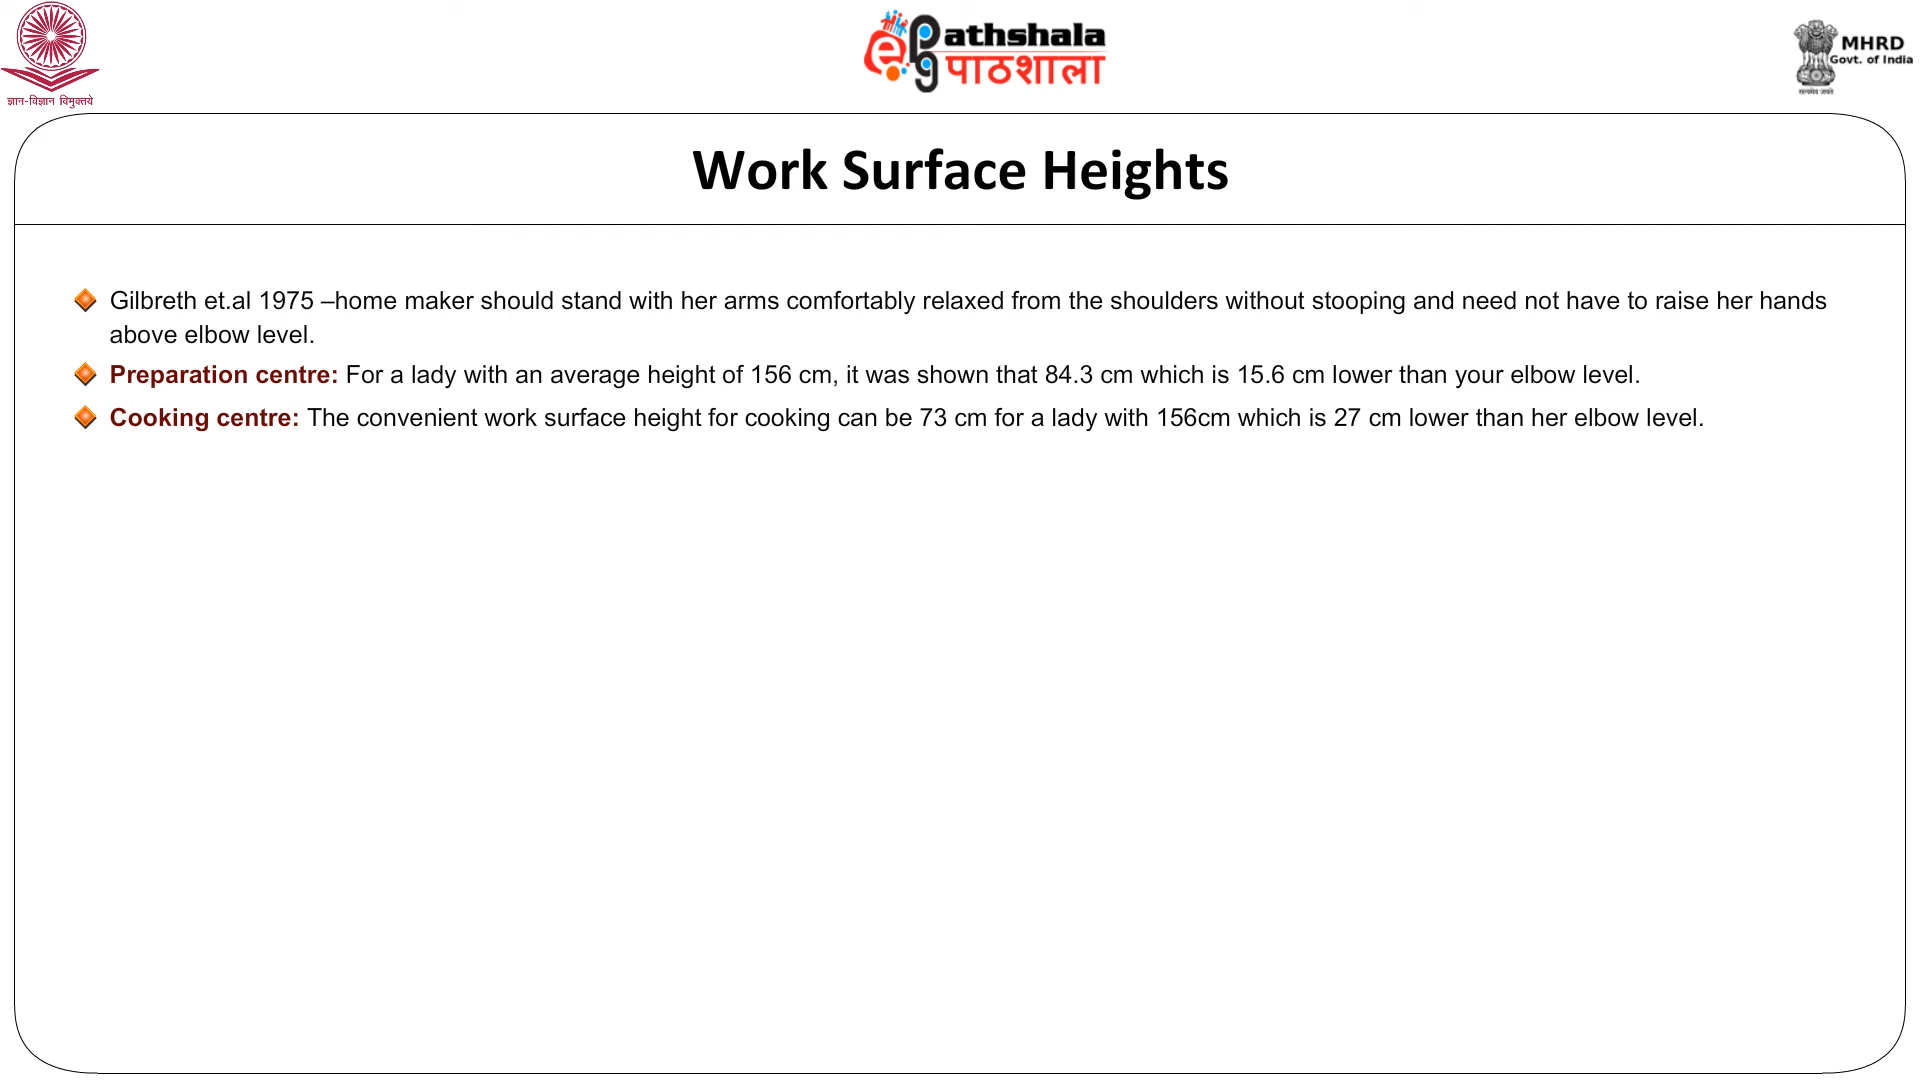 ज्ञान-विज्ञान विमुक्तये
ePg athshala
पाठशाला
MHRD
Govt. of India
सत्यमेव जयते
Work Surface Heights
Gilbreth et.al 1975 –home maker should stand with her arms comfortably relaxed from the shoulders without stooping and need not have to raise her hands
above elbow level.
Preparation centre: For a lady with an average height of 156 cm, it was shown that 84.3 cm which is 15.6 cm lower than your elbow level.
Cooking centre: The convenient work surface height for cooking can be 73 cm for a lady with 156cm which is 27 cm lower than her elbow level.